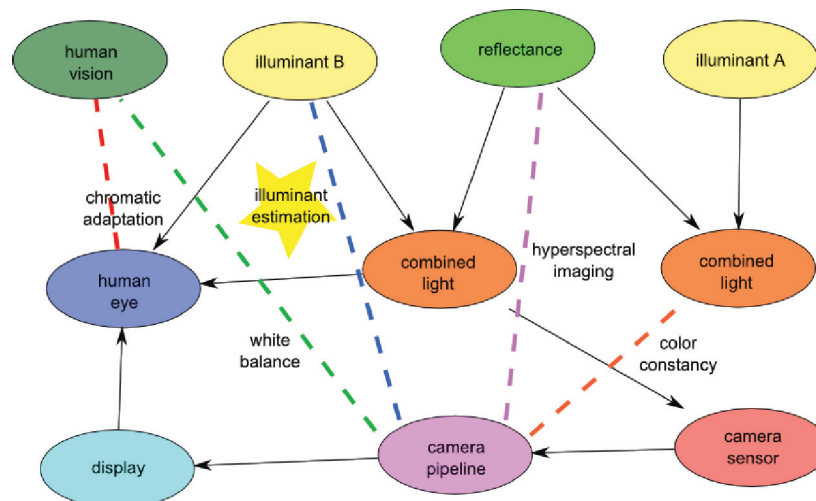 human
vision
illuminant B
reflectance
illuminant A
chromatic
adaptation
illuminant
estimation
human
eye
combined
light
hyperspectral
imaging
combined
light
white
balance
color
constancy
display
camera
pipeline
camera
sensor